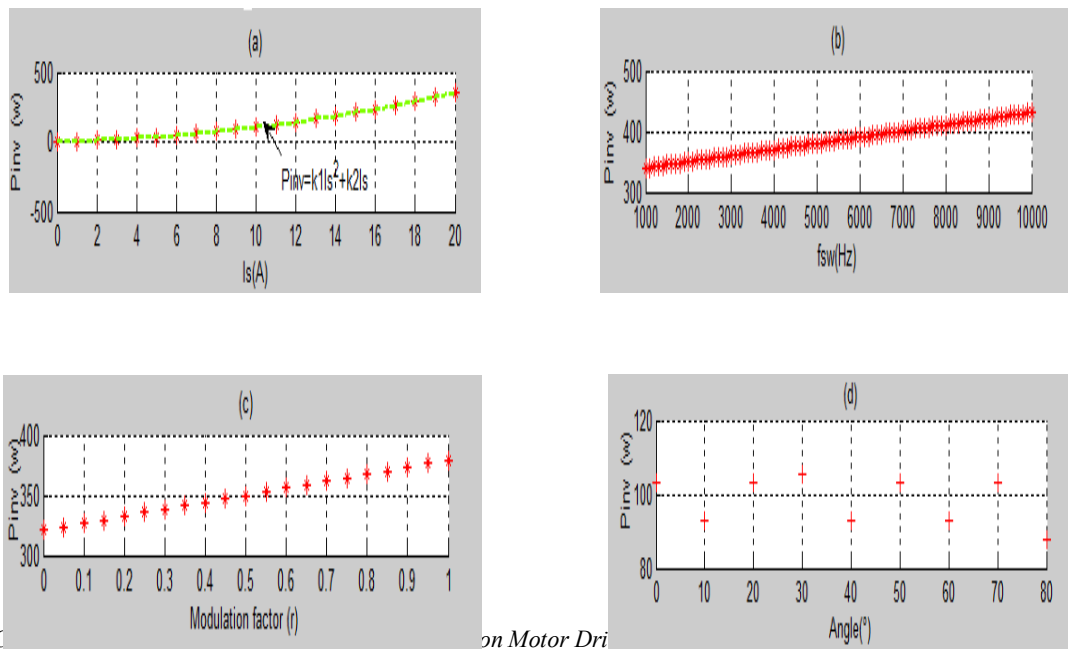 (a)
Pinv (w)
500
0
-500
Pinv=k1Is²+k2Is
0 2 4 6 8 10 12 14 16 18 20
Is(A)
(b)
Pinv (w)
500
400
300
1000 2000 3000 4000 5000 6000 7000 8000 9000 10000
fsw(Hz)
(c)
Pinv (w)
400
350
300
0 0.1 0.2 0.3 0.4 0.5 0.6 0.7 0.8 0.9 1
Modulation factor (r)
(d)
Pinv (w)
120
100
80
0 10 20 30 40 50 60 70 80
Angle(°)
on Motor Dri